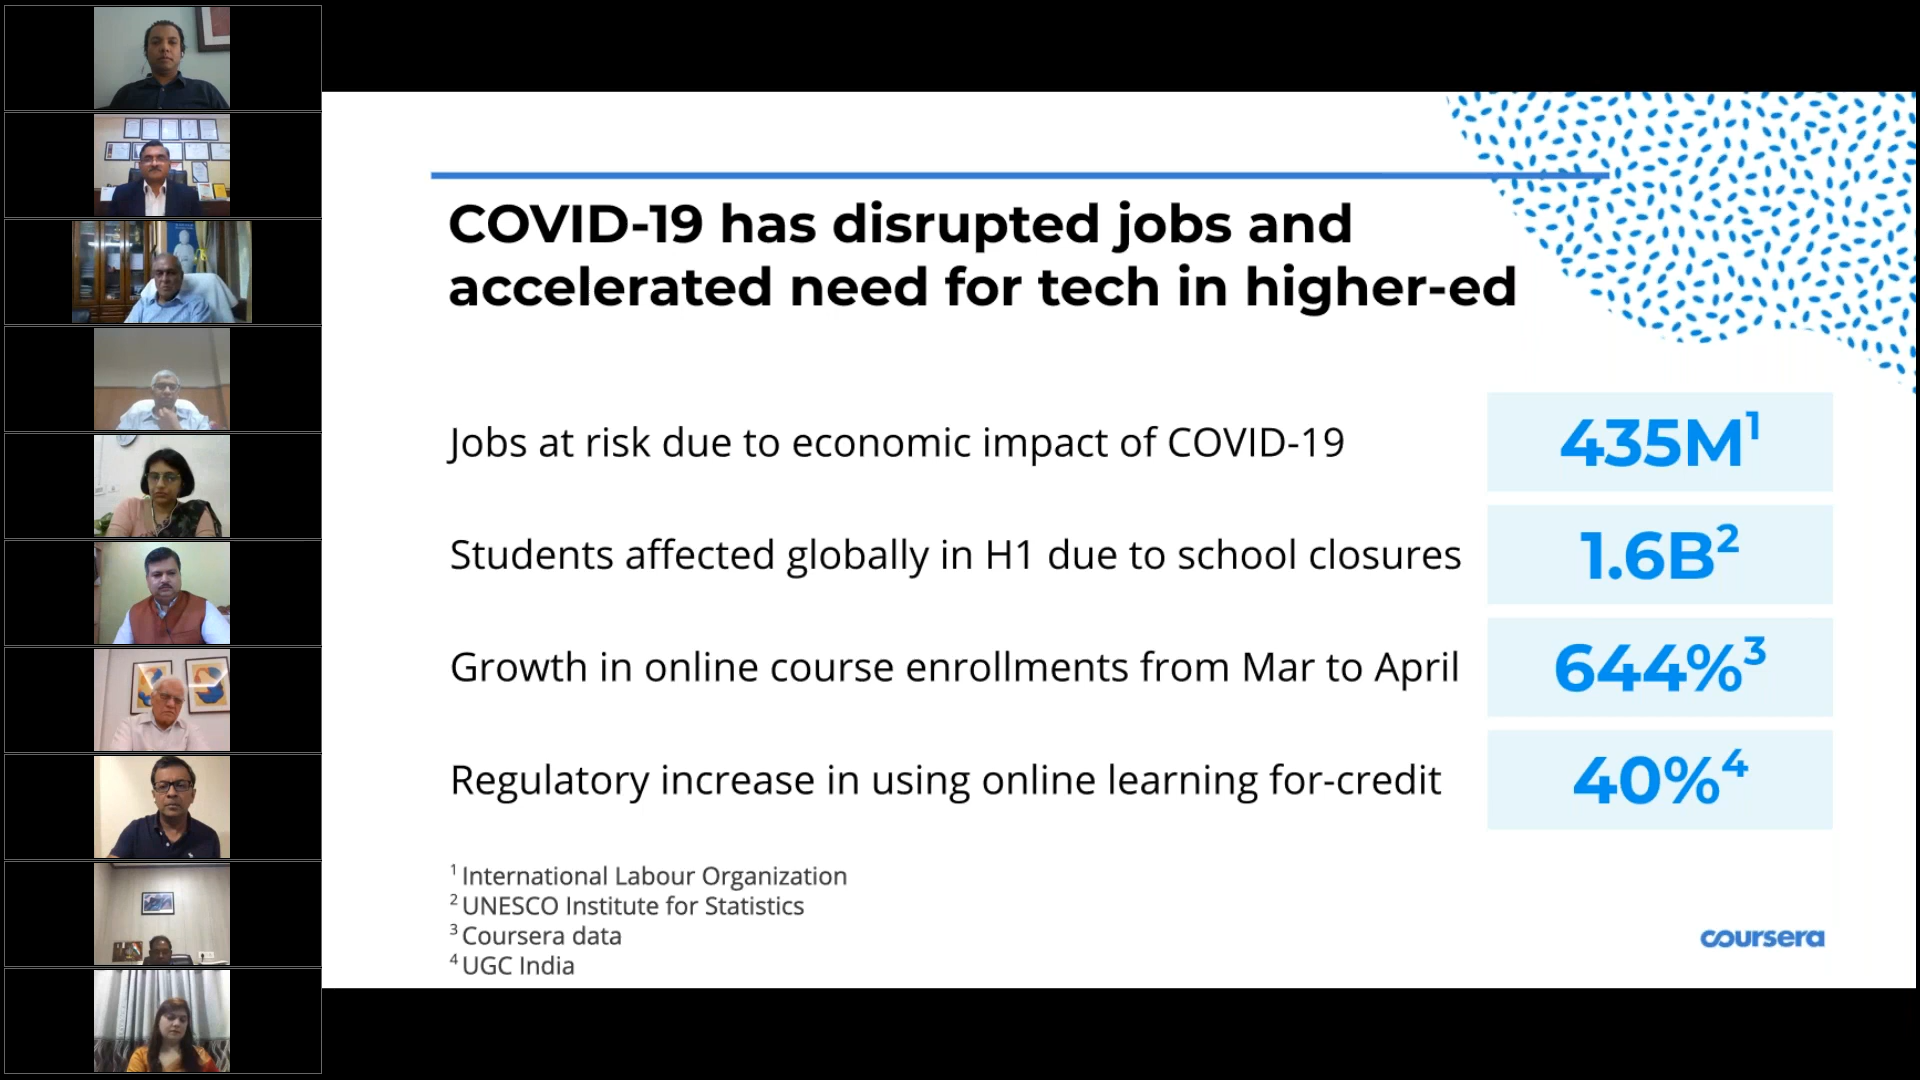 COVID-19 has disrupted jobs and
accelerated need for tech in higher-ed
Jobs at risk due to economic impact of COVID-19 435M¹
Students affected globally in H1 due to school closures 1.6B²
Growth in online course enrollments from Mar to April 644%³
Regulatory increase in using online learning for-credit 40%⁴
¹ International Labour Organization
² UNESCO Institute for Statistics
³ Coursera data
⁴ UGC India
coursera